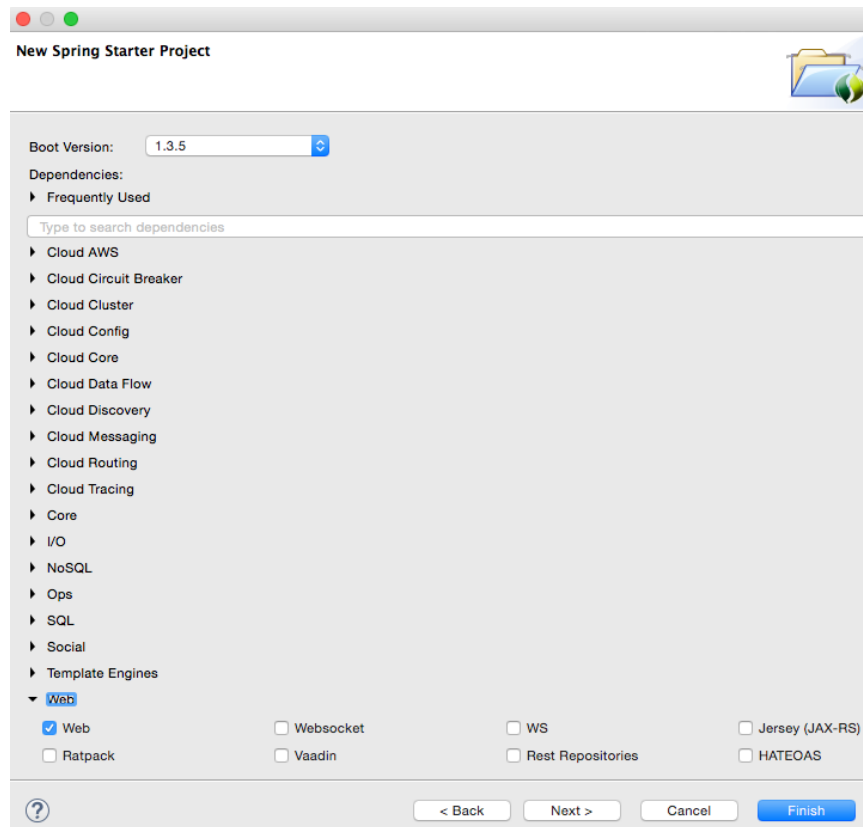 New Spring Starter Project
Boot Version: 1.3.5
Dependencies:
Frequently Used
Type to search dependencies
Cloud AWS
Cloud Circuit Breaker
Cloud Cluster
Cloud Config
Cloud Core
Cloud Data Flow
Cloud Discovery
Cloud Messaging
Cloud Routing
Cloud Tracing
Core
I/O
NoSQL
Ops
SQL
Social
Template Engines
Web
Web Websocket WS Jersey (JAX-RS)
Ratpack Vaadin Rest Repositories HATEOAS
? < Back Next > Cancel Finish